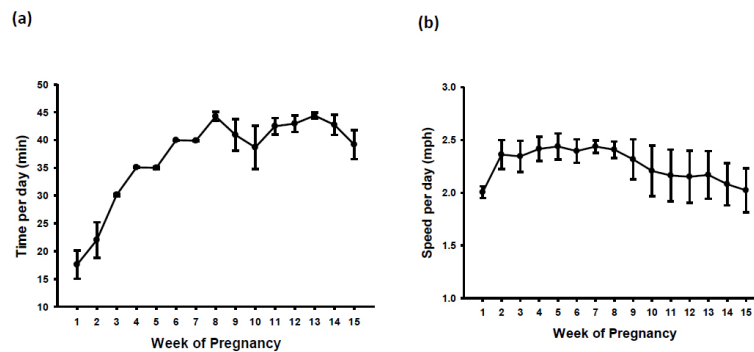 (a)
50
45
40
35
30
25
20
15
10
Time per day (min)
1 2 3 4 5 6 7 8 9 10 11 12 13 14 15
Week of Pregnancy
(b)
3.0
2.5
2.0
1.5
1.0
Speed per day (mph)
1 2 3 4 5 6 7 8 9 10 11 12 13 14 15
Week of Pregnancy